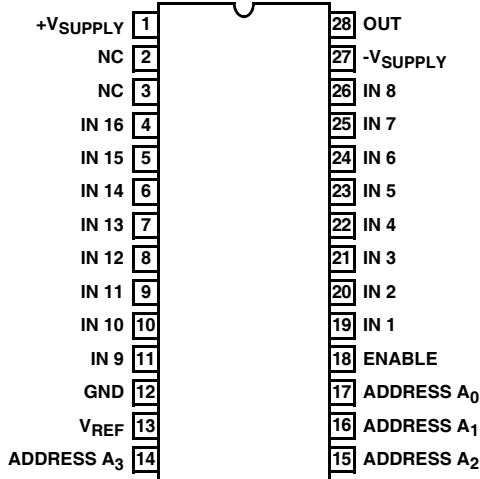 +VSUPPLY 1 28 OUT
NC 2 27 -VSUPPLY
NC 3 26 IN 8
IN 16 4 25 IN 7
IN 15 5 24 IN 6
IN 14 6 23 IN 5
IN 13 7 22 IN 4
IN 12 8 21 IN 3
IN 11 9 20 IN 2
IN 10 10 19 IN 1
IN 9 11 18 ENABLE
GND 12 17 ADDRESS A0
VREF 13 16 ADDRESS A1
ADDRESS A3 14 15 ADDRESS A2